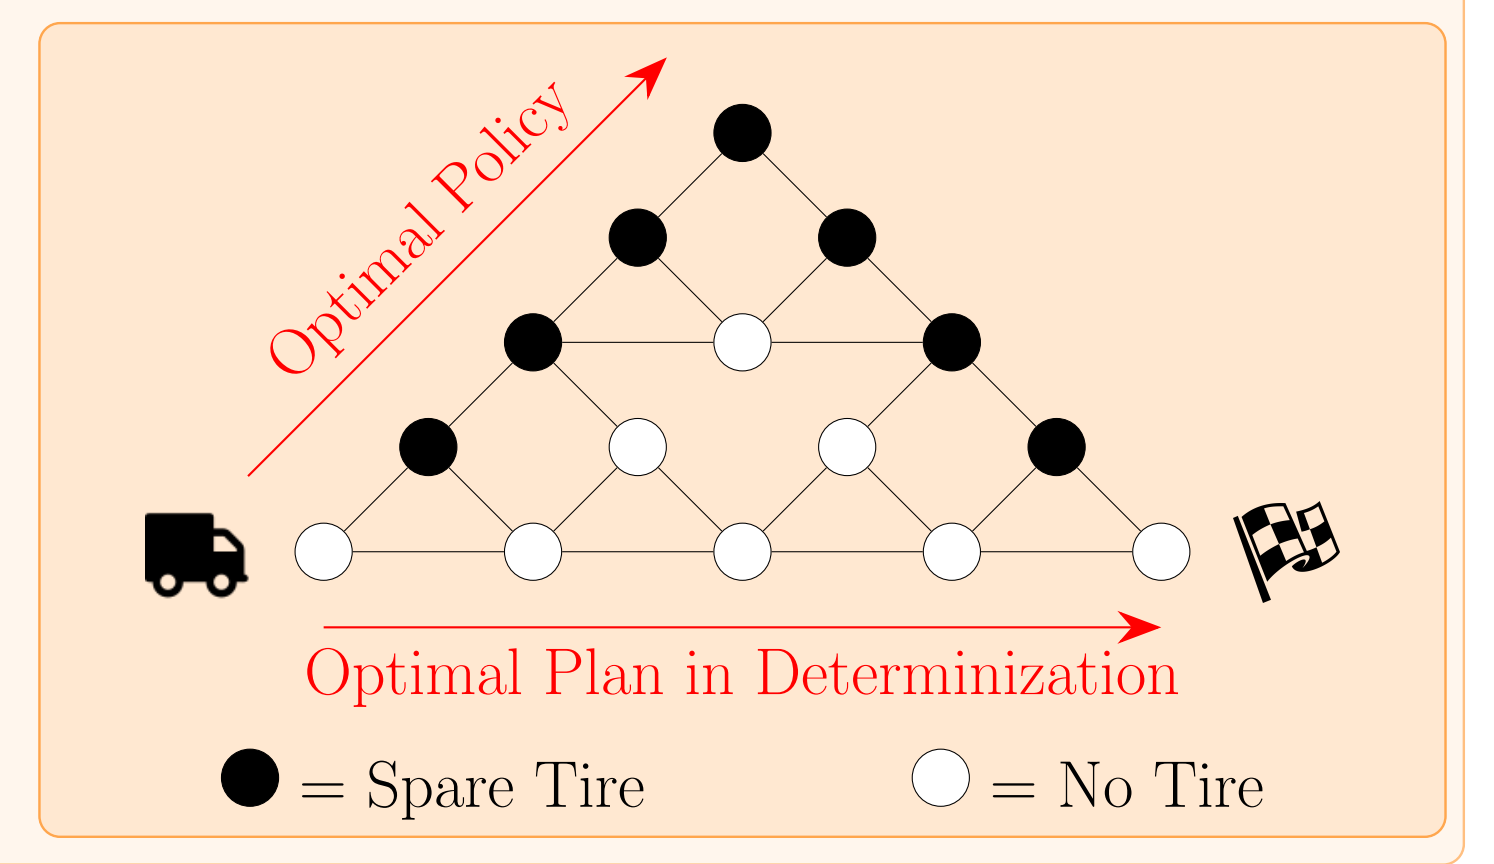 Optimal Policy
Optimal Plan in Determinization
= Spare Tire
= No Tire